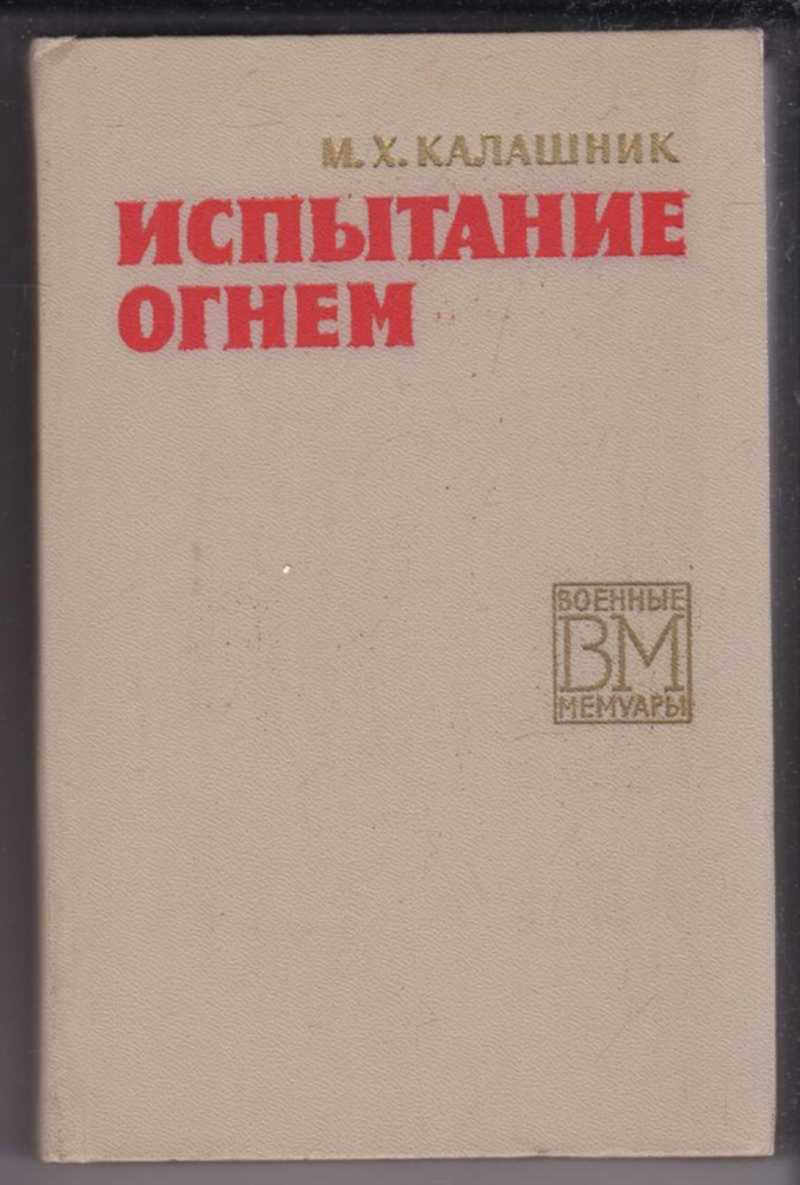 М. Х. КАЛАШНИК
ИСПЫТАНИЕ
ОГНЕМ
ВОЕННЫЕ
ВМ
МЕМУАРЫ